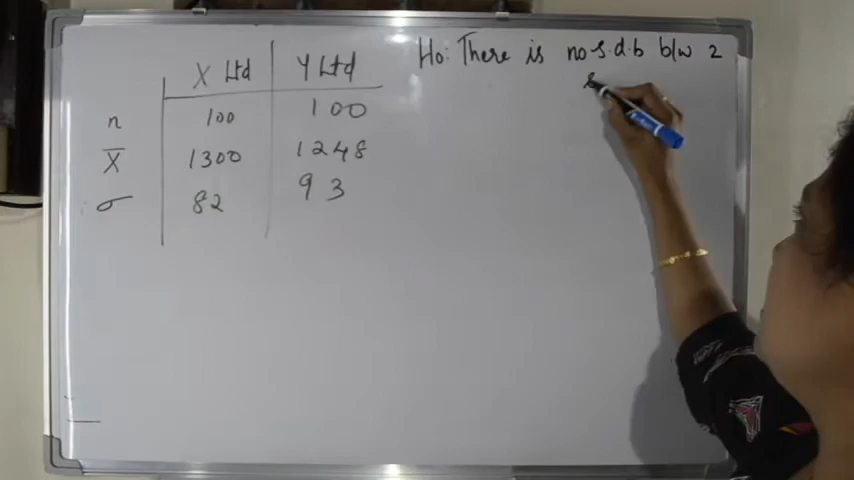 X Ltd Y Ltd
n 100 100
X̅ 1300 1248
σ 82 93
Ho: There is no s.d.b b/w 2
s